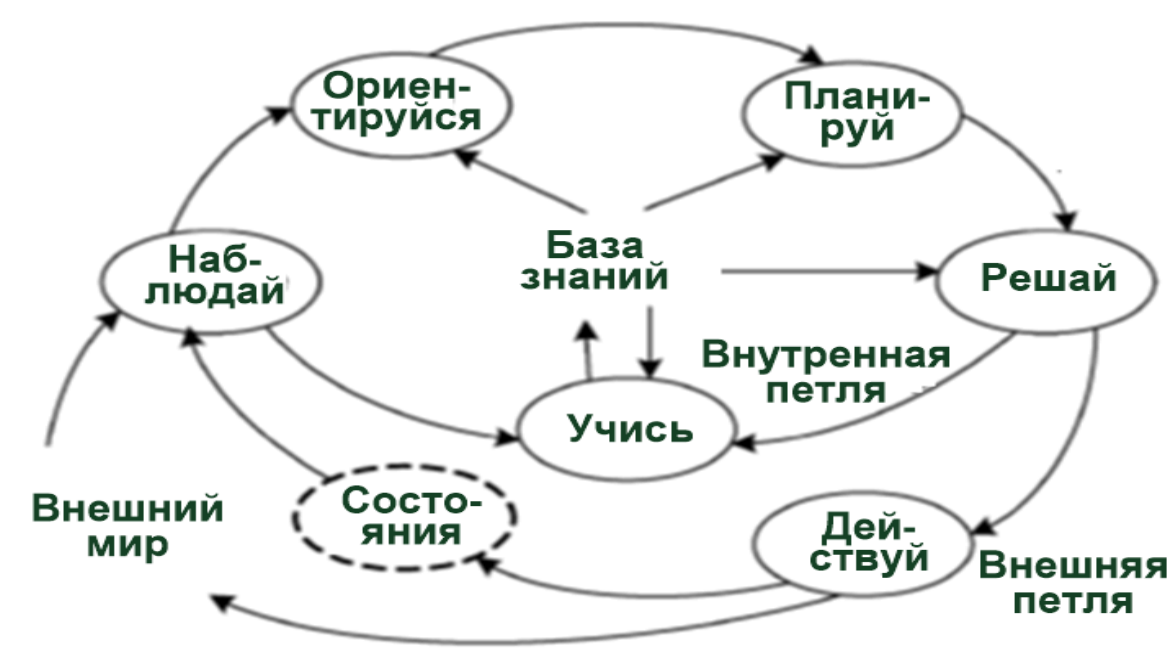 Ориен-
тируйся
Плани-
руй
База
знаний
Наб-
людай
Решай
Внутренная
петля
Учись
Состо-
яния
Внешний
мир
Дей-
ствуй
Внешняя
петля